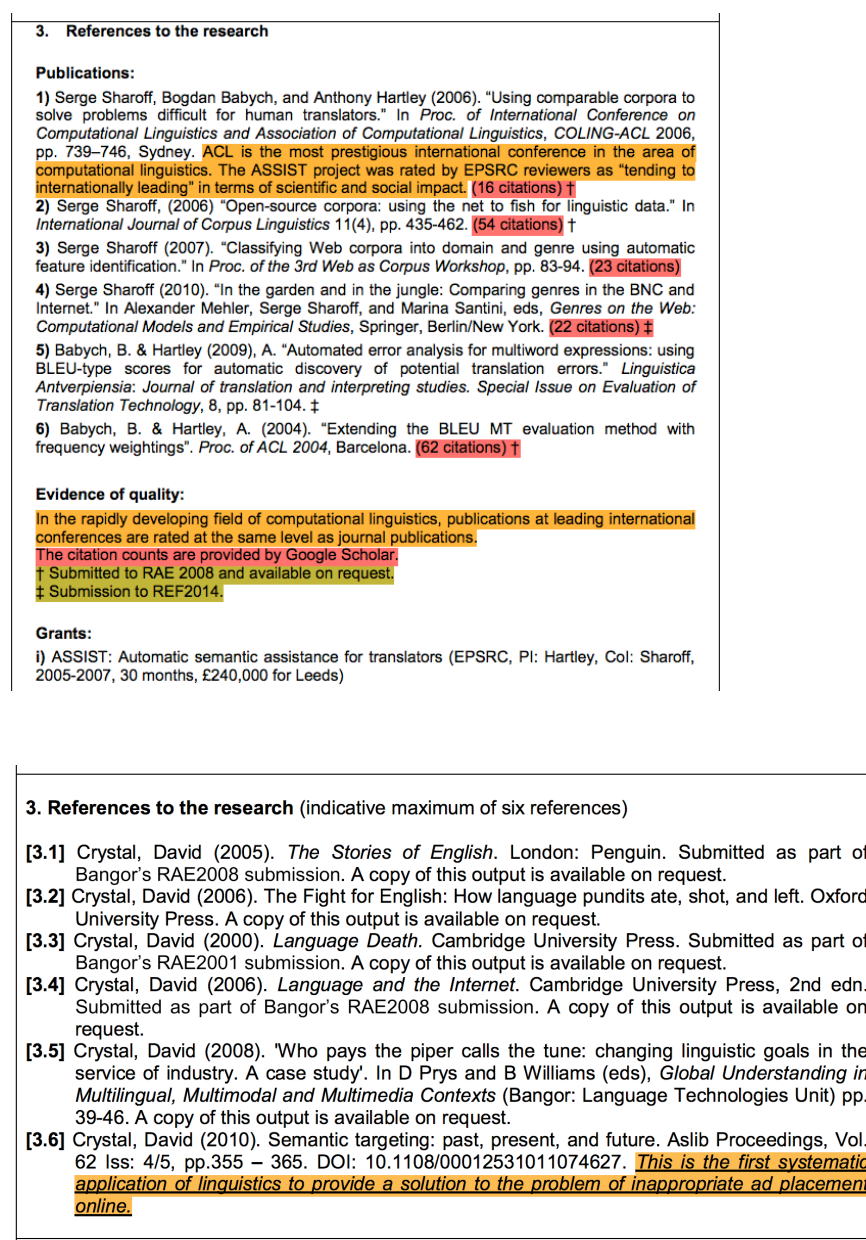 3. References to the research
Publications:
1) Serge Sharoff, Bogdan Babych, and Anthony Hartley (2006). “Using comparable corpora to
solve problems difficult for human translators.” In Proc. of International Conference on
Computational Linguistics and Association of Computational Linguistics, COLING-ACL 2006,
pp. 739–746, Sydney. ACL is the most prestigious international conference in the area of
computational linguistics. The ASSIST project was rated by EPSRC reviewers as “tending to
internationally leading” in terms of scientific and social impact. (16 citations) †
2) Serge Sharoff, (2006) “Open-source corpora: using the net to fish for linguistic data.” In
International Journal of Corpus Linguistics 11(4), pp. 435-462. (54 citations) †
3) Serge Sharoff (2007). “Classifying Web corpora into domain and genre using automatic
feature identification.” In Proc. of the 3rd Web as Corpus Workshop, pp. 83-94. (23 citations)
4) Serge Sharoff (2010). “In the garden and in the jungle: Comparing genres in the BNC and
Internet.” In Alexander Mehler, Serge Sharoff, and Marina Santini, eds, Genres on the Web:
Computational Models and Empirical Studies, Springer, Berlin/New York. (22 citations) ‡
5) Babych, B. & Hartley (2009), A. “Automated error analysis for multiword expressions: using
BLEU-type scores for automatic discovery of potential translation errors.” Linguistica
Antverpiensia: Journal of translation and interpreting studies. Special Issue on Evaluation of
Translation Technology, 8, pp. 81-104. ‡
6) Babych, B. & Hartley, A. (2004). “Extending the BLEU MT evaluation method with
frequency weightings”. Proc. of ACL 2004, Barcelona. (62 citations) †
Evidence of quality:
In the rapidly developing field of computational linguistics, publications at leading international
conferences are rated at the same level as journal publications.
The citation counts are provided by Google Scholar.
† Submitted to RAE 2008 and available on request.
‡ Submission to REF2014.
Grants:
i) ASSIST: Automatic semantic assistance for translators (EPSRC, PI: Hartley, CoI: Sharoff,
2005-2007, 30 months, £240,000 for Leeds)
3. References to the research (indicative maximum of six references)
[3.1] Crystal, David (2005). The Stories of English. London: Penguin. Submitted as part of
Bangor’s RAE2008 submission. A copy of this output is available on request.
[3.2] Crystal, David (2006). The Fight for English: How language pundits ate, shot, and left. Oxford
University Press. A copy of this output is available on request.
[3.3] Crystal, David (2000). Language Death. Cambridge University Press. Submitted as part of
Bangor’s RAE2001 submission. A copy of this output is available on request.
[3.4] Crystal, David (2006). Language and the Internet. Cambridge University Press, 2nd edn.
Submitted as part of Bangor’s RAE2008 submission. A copy of this output is available on
request.
[3.5] Crystal, David (2008). 'Who pays the piper calls the tune: changing linguistic goals in the
service of industry. A case study'. In D Prys and B Williams (eds), Global Understanding in
Multilingual, Multimodal and Multimedia Contexts (Bangor: Language Technologies Unit) pp.
39-46. A copy of this output is available on request.
[3.6] Crystal, David (2010). Semantic targeting: past, present, and future. Aslib Proceedings, Vol.
62 Iss: 4/5, pp.355 – 365. DOI: 10.1108/00012531011074627. This is the first systematic
application of linguistics to provide a solution to the problem of inappropriate ad placement
online.